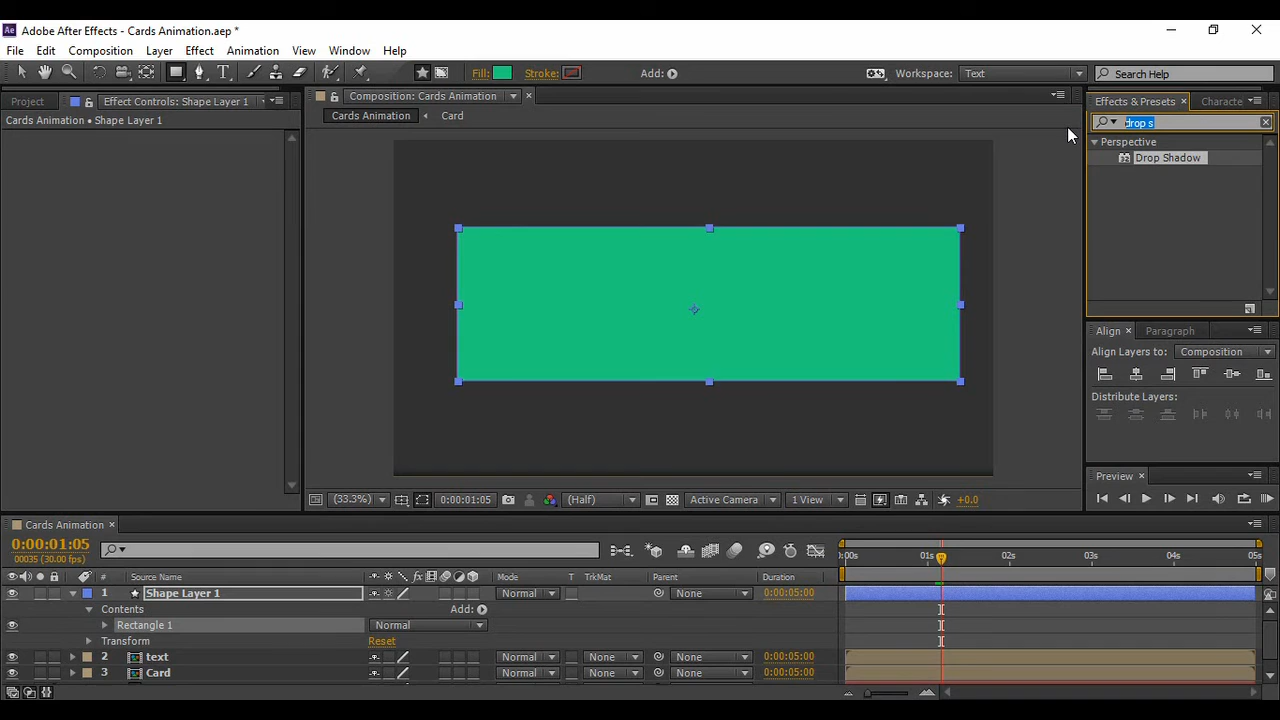 Adobe After Effects - Cards Animation.aep *
File Edit Composition Layer Effect Animation View Window Help
Fill: Stroke: Add: Workspace: Text Search Help
Project Effect Controls: Shape Layer 1 Composition: Cards Animation Effects & Presets Characte
Cards Animation • Shape Layer 1 Cards Animation Card drop s
Perspective
Drop Shadow
Align Paragraph
Align Layers to: Composition
Distribute Layers:
Preview
(33.3%) 0:00:01:05 (Half) Active Camera 1 View +0.0
Cards Animation
0:00:01:05
00035 (30.00 fps)
:00s 01s 02s 03s 04s 05s
# Source Name fx Mode T TrkMat Parent Duration
1 Shape Layer 1 Normal None 0:00:05:00
Contents Add:
Rectangle 1 Normal
Transform Reset
2 text Normal None None 0:00:05:00
3 Card Normal None None 0:00:05:00